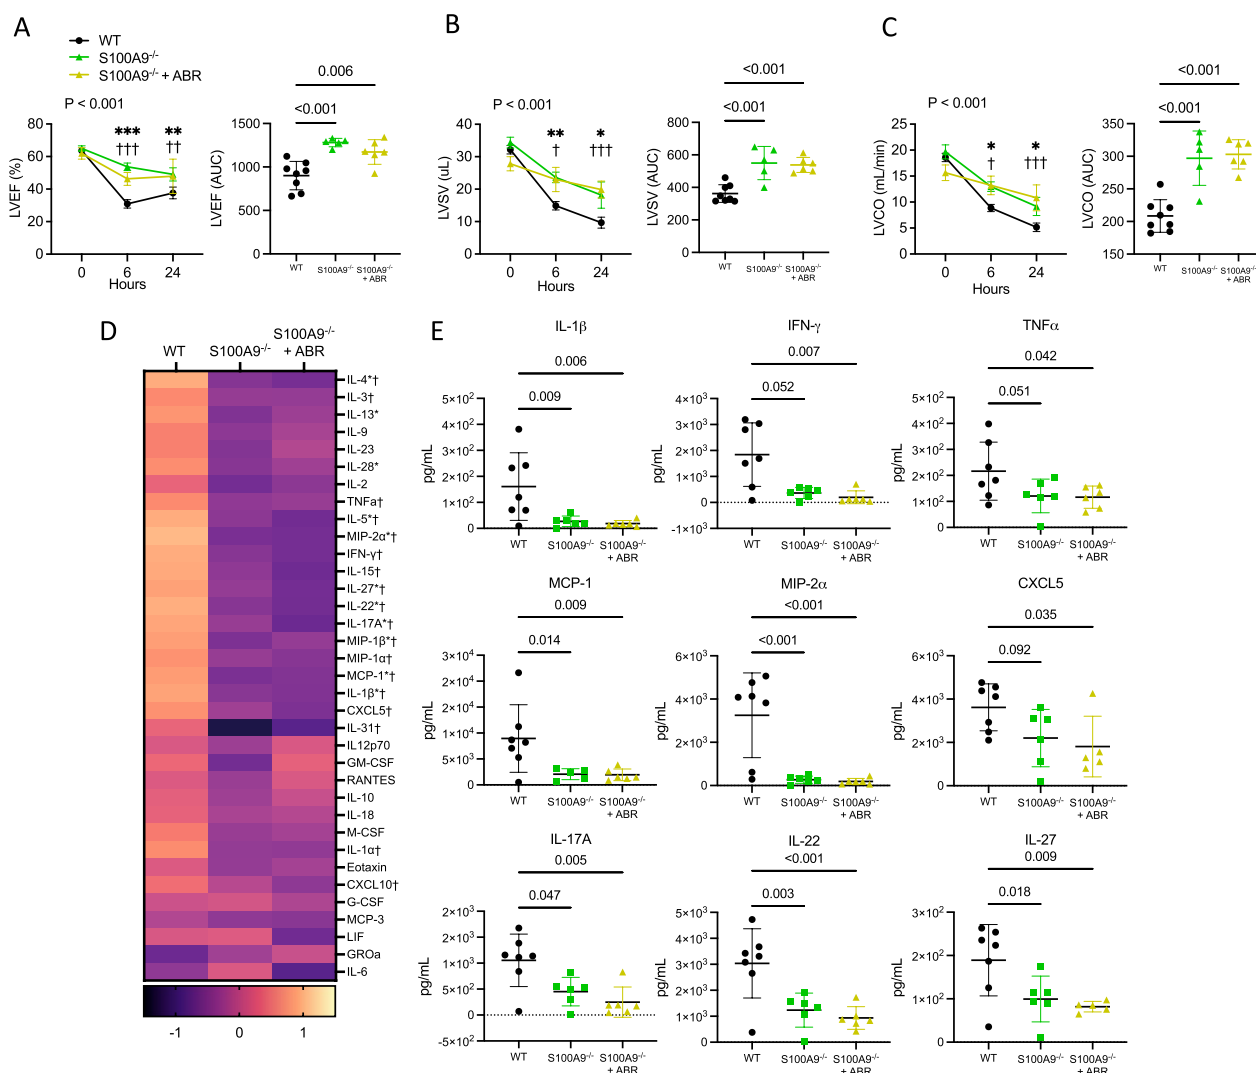 A
WT
S100A9-/-
S100A9-/- + ABR
P < 0.001
***
†††
**
††
LVEF (%)
80
60
40
20
0
0 6 24
Hours
0.006
<0.001
LVEF (AUC)
1500
1000
500
0
WT S100A9-/- S100A9-/- + ABR
B
P < 0.001
**
†
*
†††
LVSV (uL)
40
30
20
10
0
0 6 24
Hours
<0.001
<0.001
LVSV (AUC)
800
600
400
200
0
WT S100A9-/- S100A9-/- + ABR
C
P < 0.001
*
†
*
†††
LVCO (mL/min)
25
20
15
10
5
0
0 6 24
Hours
<0.001
<0.001
LVCO (AUC)
350
300
250
200
150
WT S100A9-/- S100A9-/- + ABR
D
WT S100A9-/- S100A9-/- + ABR
IL-4*†
IL-3†
IL-13*
IL-9
IL-23
IL-28*
IL-2
TNFa†
IL-5*†
MIP-2α*†
IFN-γ†
IL-15†
IL-27*†
IL-22*†
IL-17A*†
MIP-1β*†
MIP-1α†
MCP-1*†
IL-1β*†
CXCL5†
IL-31†
IL12p70
GM-CSF
RANTES
IL-10
IL-18
M-CSF
IL-1α†
Eotaxin
CXCL10†
G-CSF
MCP-3
LIF
GROa
IL-6
-1 0 1
E
IL-1β
0.006
0.009
pg/mL
5×10²
4×10²
3×10²
2×10²
1×10²
0
WT S100A9-/- S100A9-/- + ABR
IFN-γ
0.007
0.052
pg/mL
4×10³
3×10³
2×10³
1×10³
0
-1×10³
WT S100A9-/- S100A9-/- + ABR
TNFα
0.042
0.051
pg/mL
5×10²
4×10²
3×10²
2×10²
1×10²
0
WT S100A9-/- S100A9-/- + ABR
MCP-1
0.009
0.014
pg/mL
3×10⁴
2×10⁴
2×10⁴
1×10⁴
5×10³
0
WT S100A9-/- S100A9-/- + ABR
MIP-2α
<0.001
<0.001
pg/mL
6×10³
4×10³
2×10³
0
WT S100A9-/- S100A9-/- + ABR
CXCL5
0.035
0.092
pg/mL
6×10³
4×10³
2×10³
0
WT S100A9-/- S100A9-/- + ABR
IL-17A
0.005
0.047
pg/mL
2×10³
2×10³
1×10³
5×10²
0
-5×10²
WT S100A9-/- S100A9-/- + ABR
IL-22
<0.001
0.003
pg/mL
5×10³
4×10³
3×10³
2×10³
1×10³
0
WT S100A9-/- S100A9-/- + ABR
IL-27
0.009
0.018
pg/mL
3×10²
2×10²
1×10²
0
WT S100A9-/- S100A9-/- + ABR